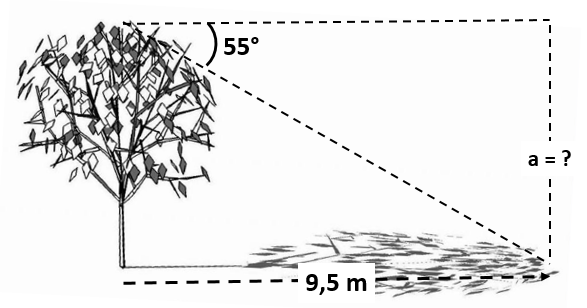 55°
a = ?
9,5 m